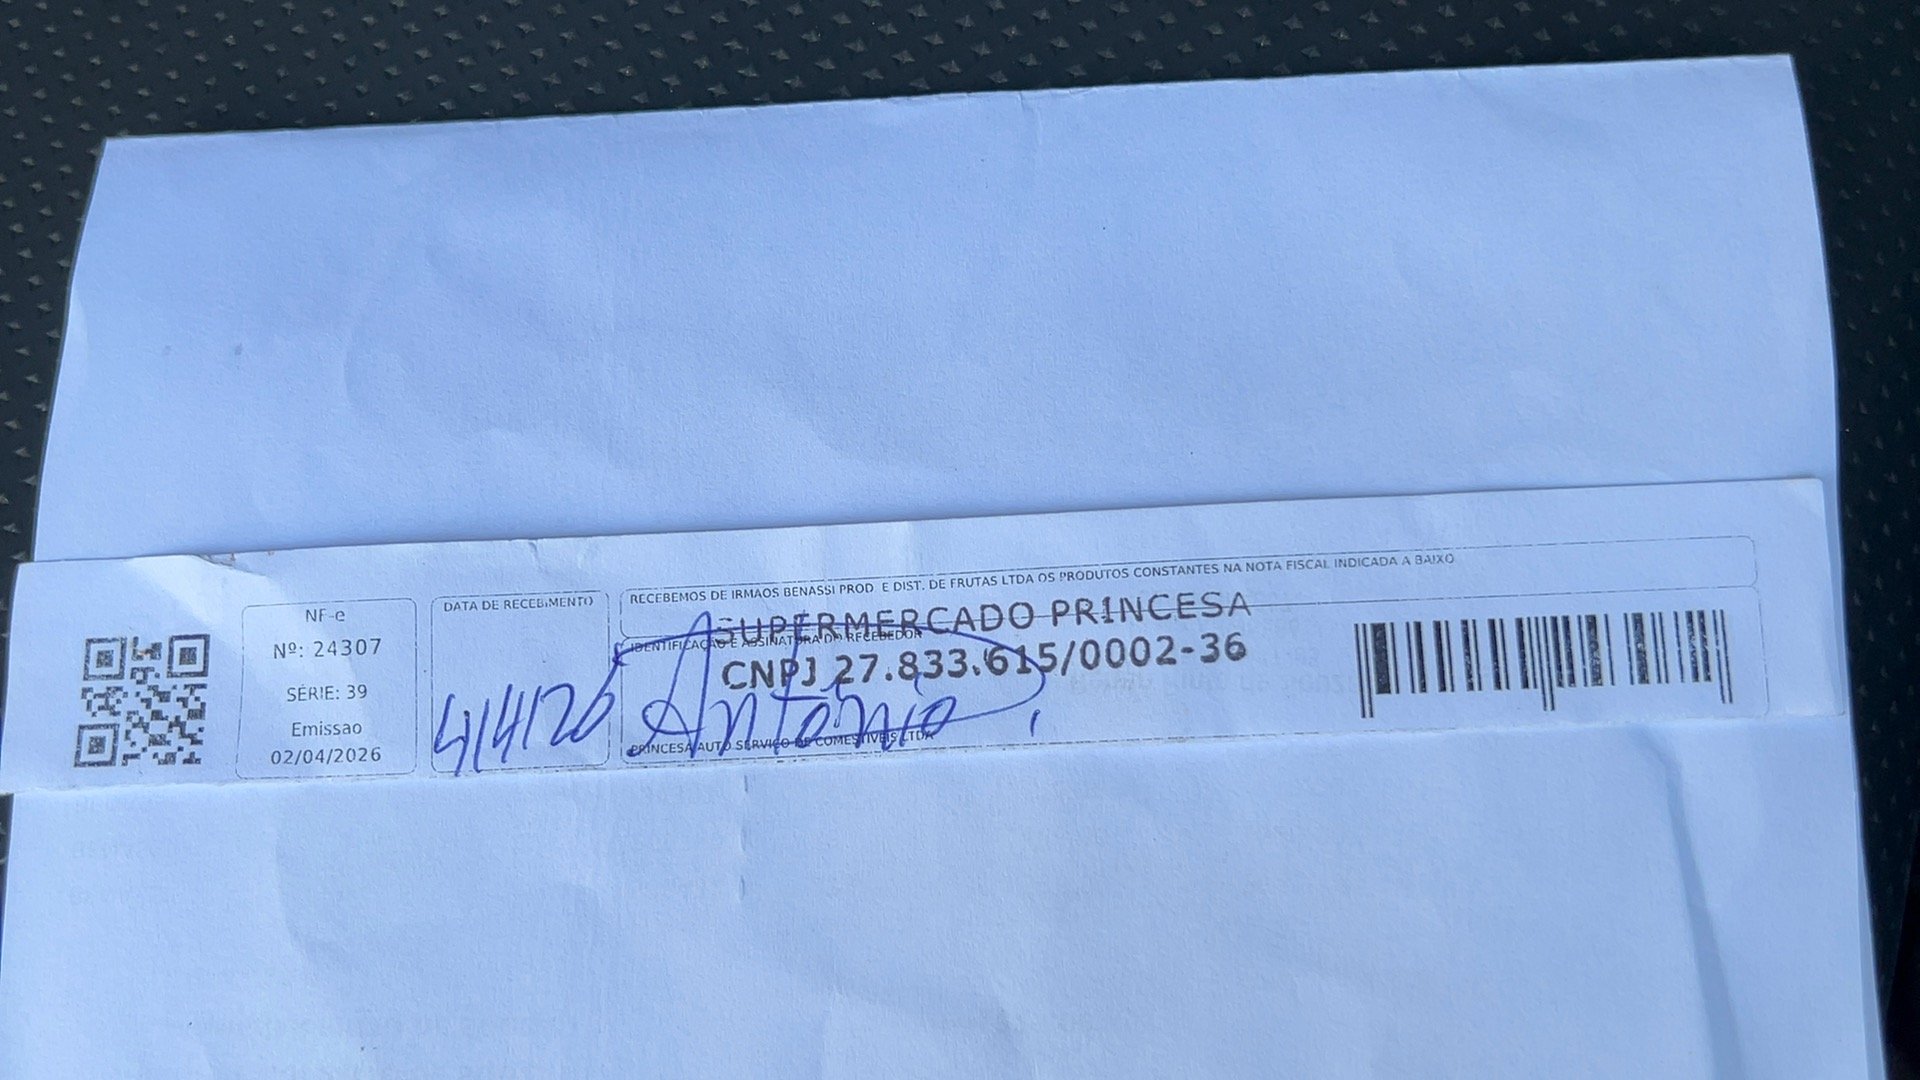 NF-e
Nº: 24307
SÉRIE: 39
Emissao
02/04/2026
DATA DE RECEBIMENTO
4/4/26
RECEBEMOS DE IRMAOS BENASSI PROD E DIST. DE FRUTAS LTDA OS PRODUTOS CONSTANTES NA NOTA FISCAL INDICADA A BAIXO
SUPERMERCADO PRINCESA
IDENTIFICAÇÃO E ASSINATURA DO RECEBEDOR
CNPJ 27.833.615/0002-36
Antonio
PRINCESA AUTO SERVIÇO DE COMESTIVEIS LTDA